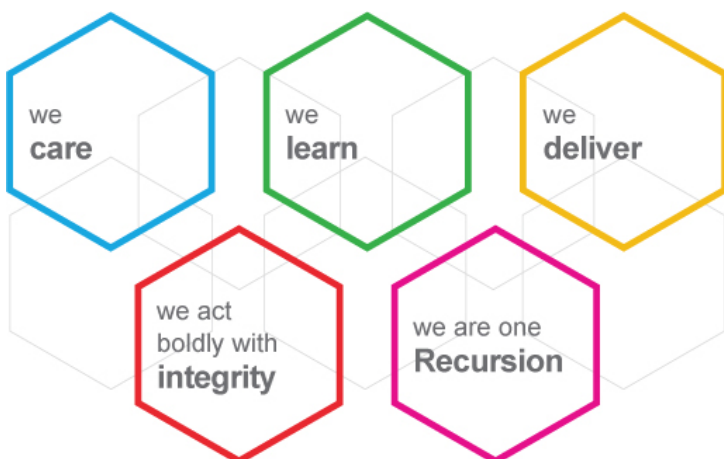 we
care
we
learn
we
deliver
we act
boldly with
integrity
we are one
Recursion